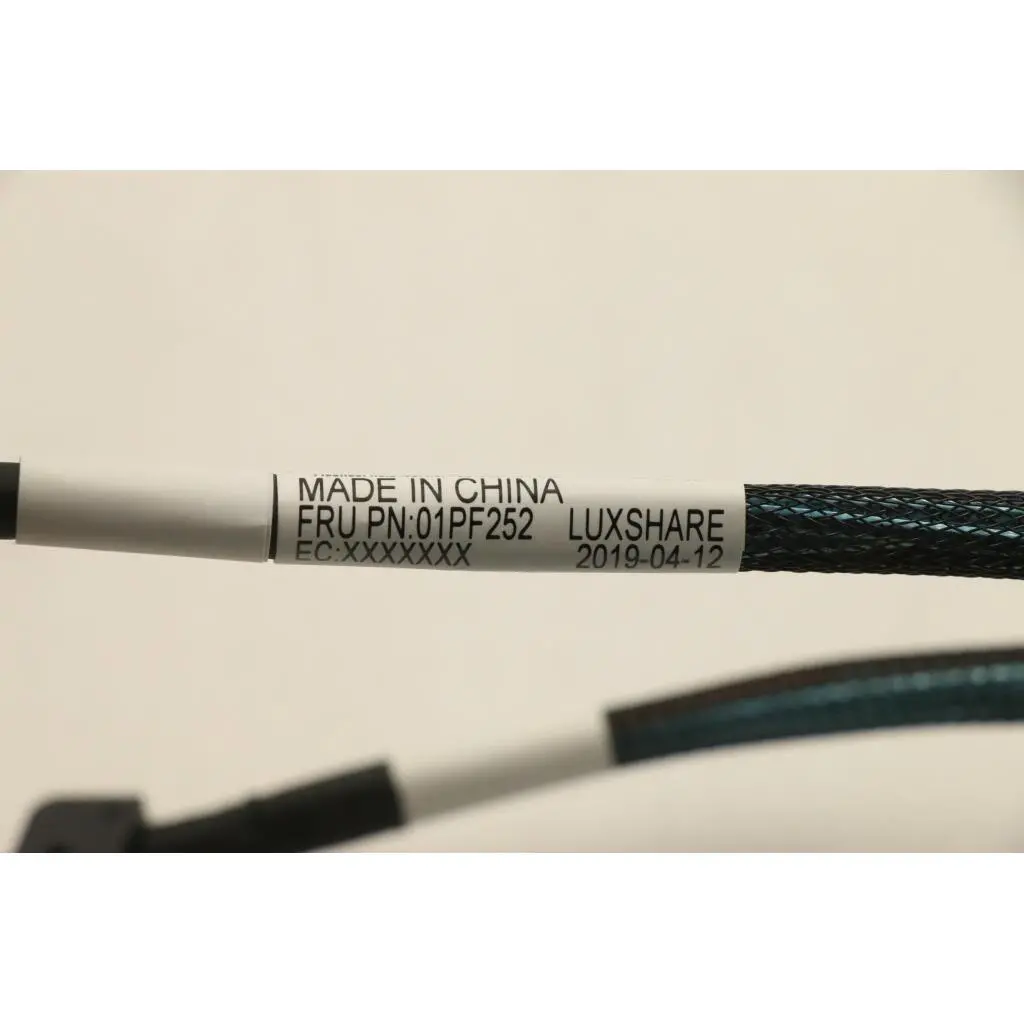 MADE IN CHINA
FRU PN:01PF252 LUXSHARE
EC:XXXXXXX 2019-04-12